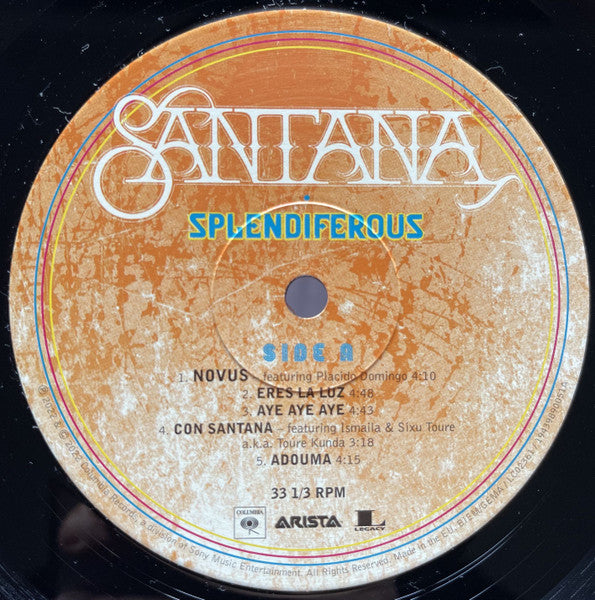 SANTANA
SPLENDIFEROUS
SIDE A
1. NOVUS – featuring Plácido Domingo 4:10
2. ERES LA LUZ 4:48
3. AYE AYE AYE 4:43
4. CON SANTANA – featuring Ismaila & Sixu Toure
a.k.a. Toure Kunda 3:18
5. ADOUMA 4:15
33 1/3 RPM
COLUMBIA
ARISTA
L
LEGACY
Columbia Records, a division of Sony Music Entertainment. All Rights Reserved. Made in the EU.